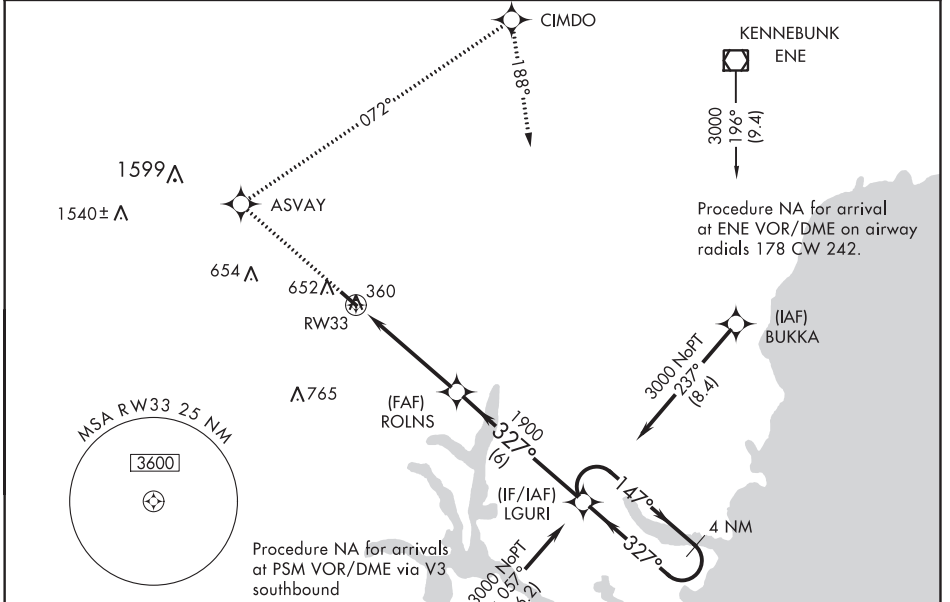 CIMDO
KENNEBUNK
ENE
188°
072°
3000
196°
(9.4)
1599
1540±
ASVAY
Procedure NA for arrival
at ENE VOR/DME on airway
radials 178 CW 242.
654
652
360
RW33
(IAF)
BUKKA
3000 NoPT
237°
(8.4)
765
(FAF)
ROLNS
1900
327°
(6)
MSA RW33 25 NM
3600
(IF/IAF)
LGURI
147°
4 NM
327°
Procedure NA for arrivals
at PSM VOR/DME via V3
southbound
3000 NoPT
057°